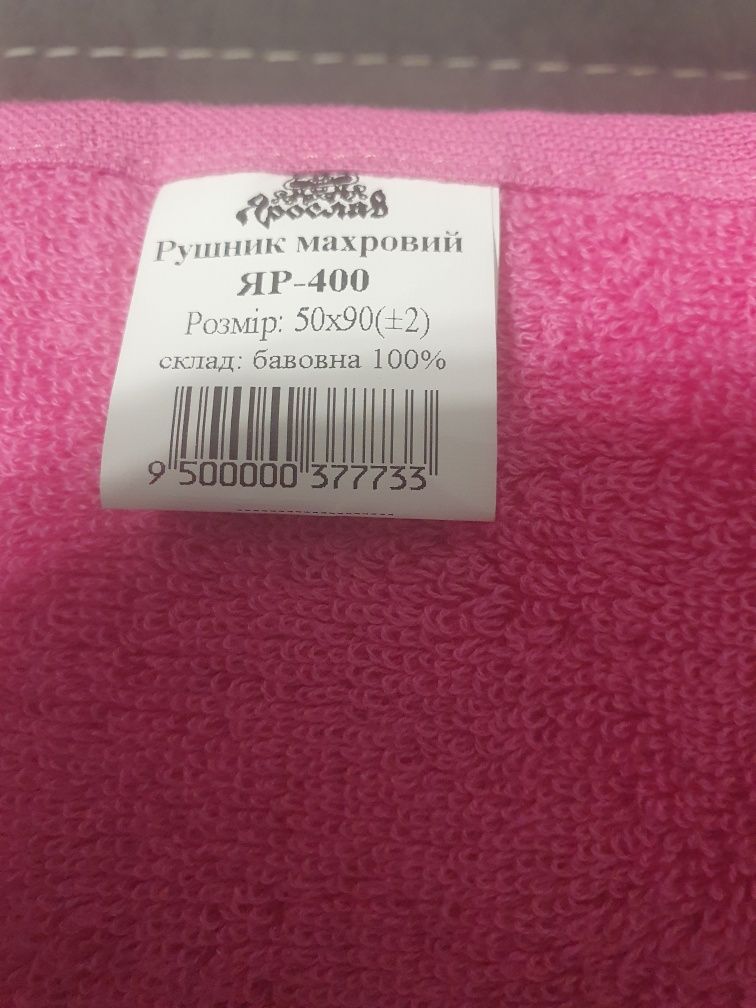 Ярослав
Рушник махровий
ЯР-400
Розмір: 50х90(±2)
склад: бавовна 100%
9 500000 377733